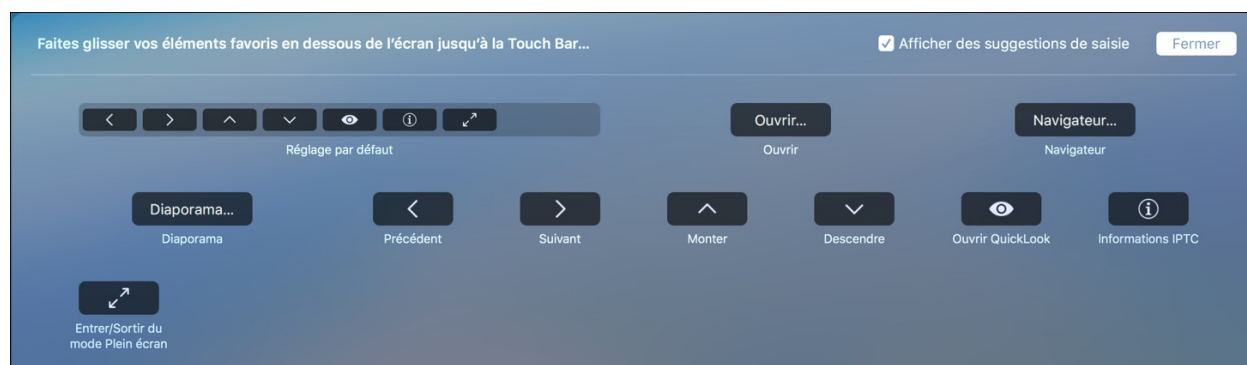 Faites glisser vos éléments favoris en dessous de l’écran jusqu’à la Touch Bar...
Afficher des suggestions de saisie
Fermer
Ouvrir...
Navigateur...
Réglage par défaut
Ouvrir
Navigateur
Diaporama...
Diaporama
Précédent
Suivant
Monter
Descendre
Ouvrir QuickLook
Informations IPTC
Entrer/Sortir du
mode Plein écran